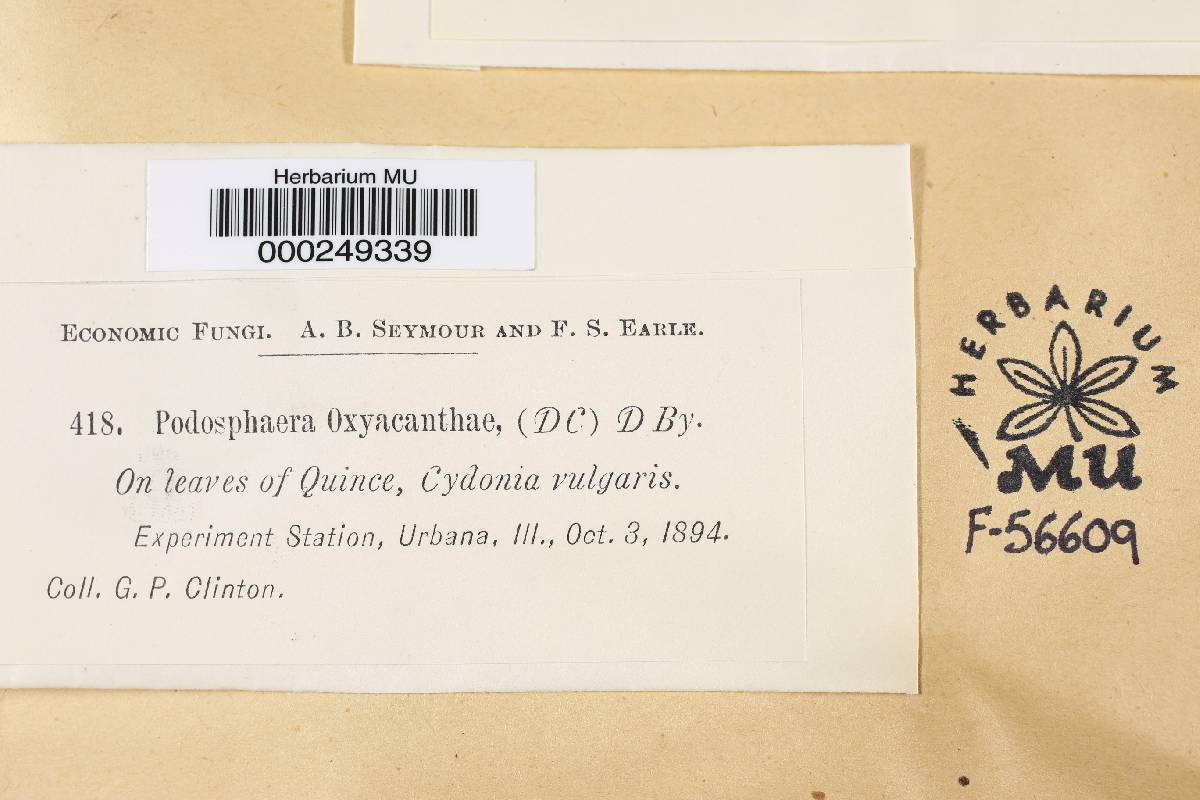 Herbarium MU
000249339
ECONOMIC FUNGI. A. B. SEYMOUR AND F. S. EARLE.
418. Podosphaera Oxyacanthae, (DC) D By.
On leaves of Quince, Cydonia vulgaris.
Experiment Station, Urbana, Ill., Oct. 3, 1894.
Coll. G. P. Clinton.
HERBARIUM
MU
F-56609